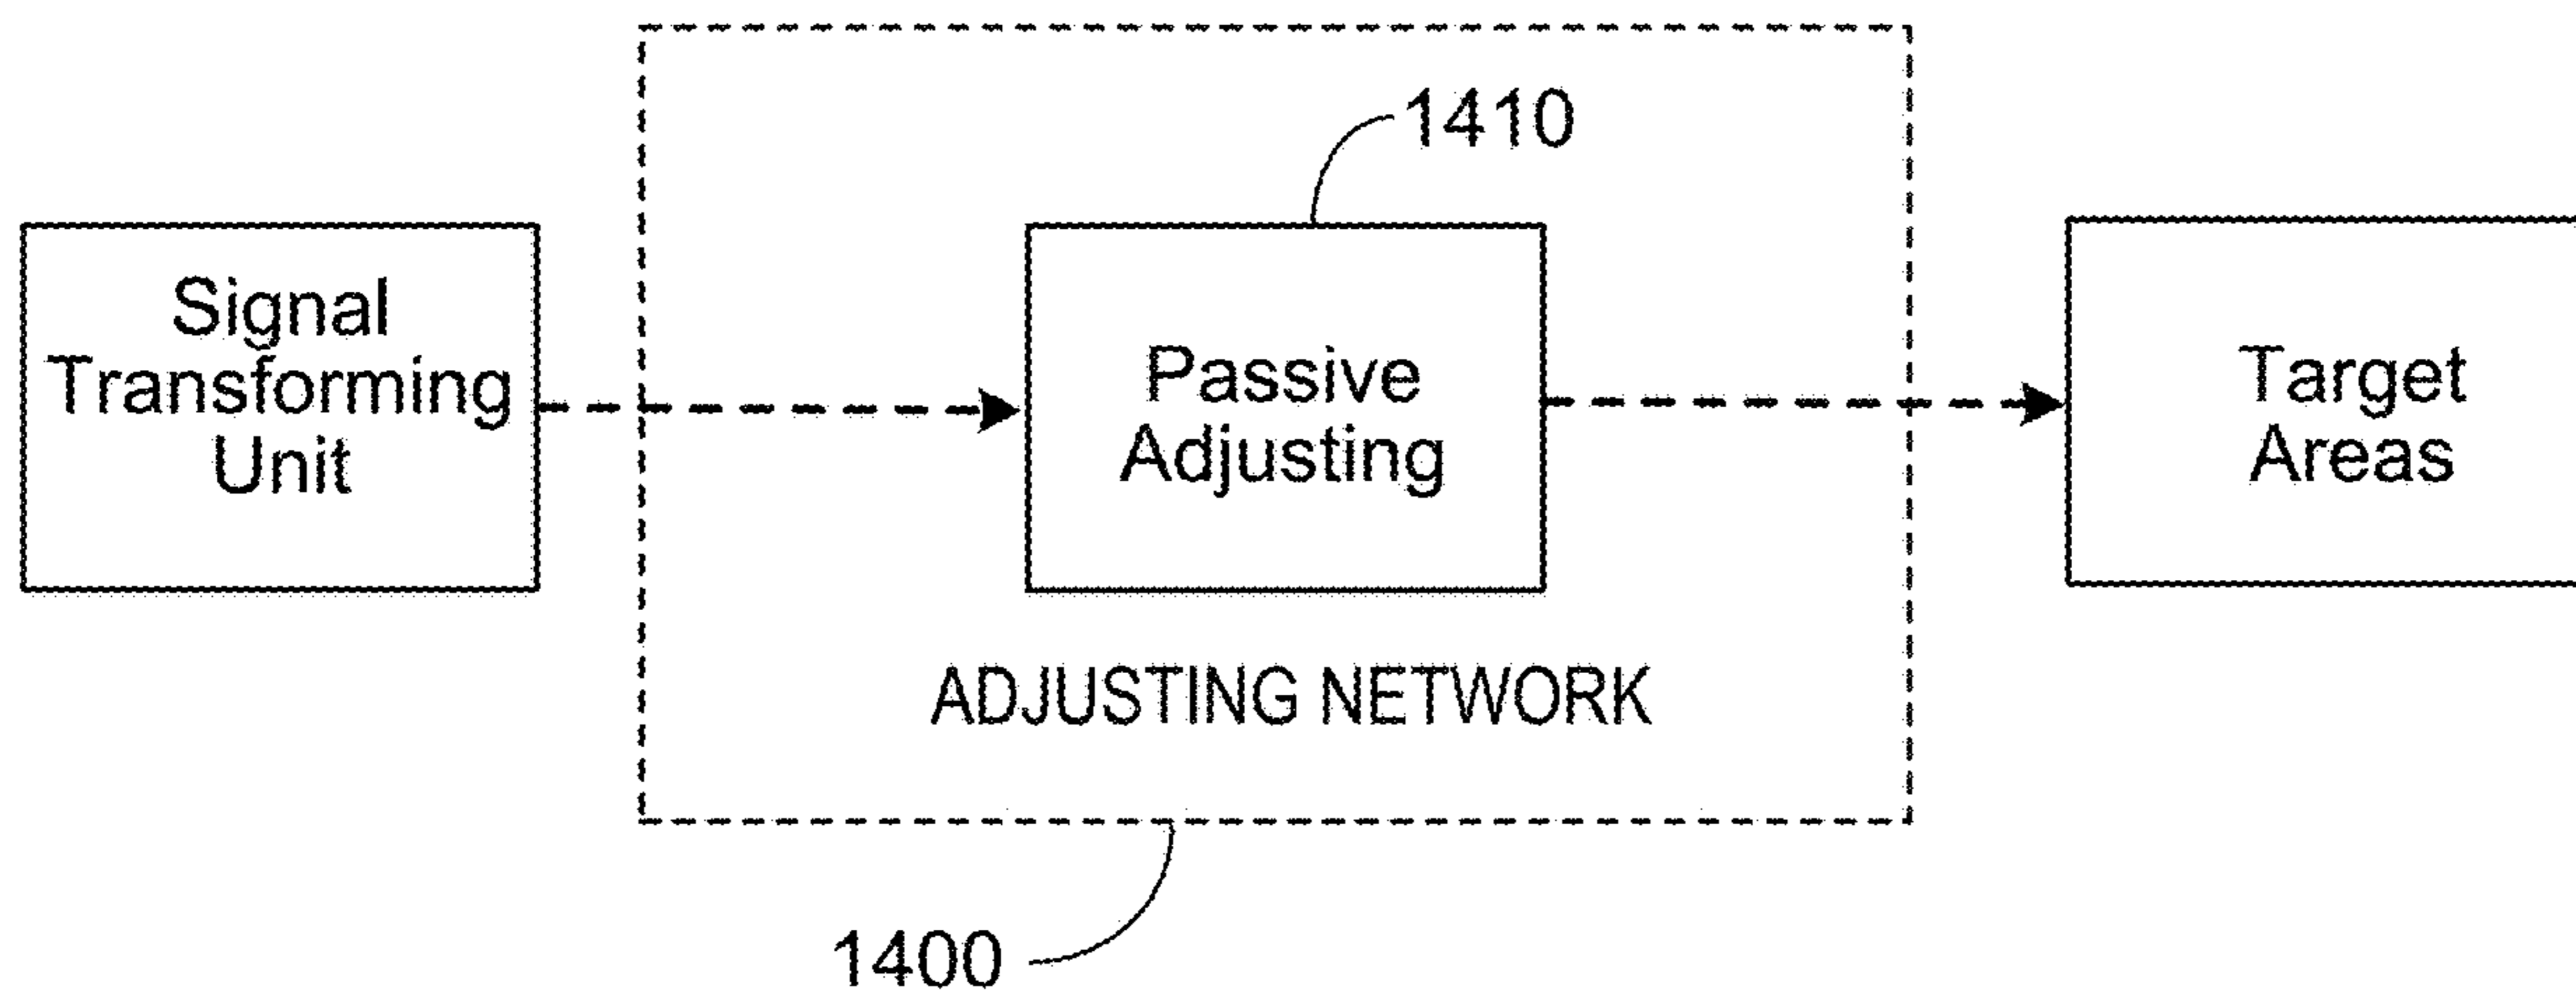 1410
Signal
Transforming
Unit
Passive
Adjusting
Target
Areas
ADJUSTING NETWORK
1400